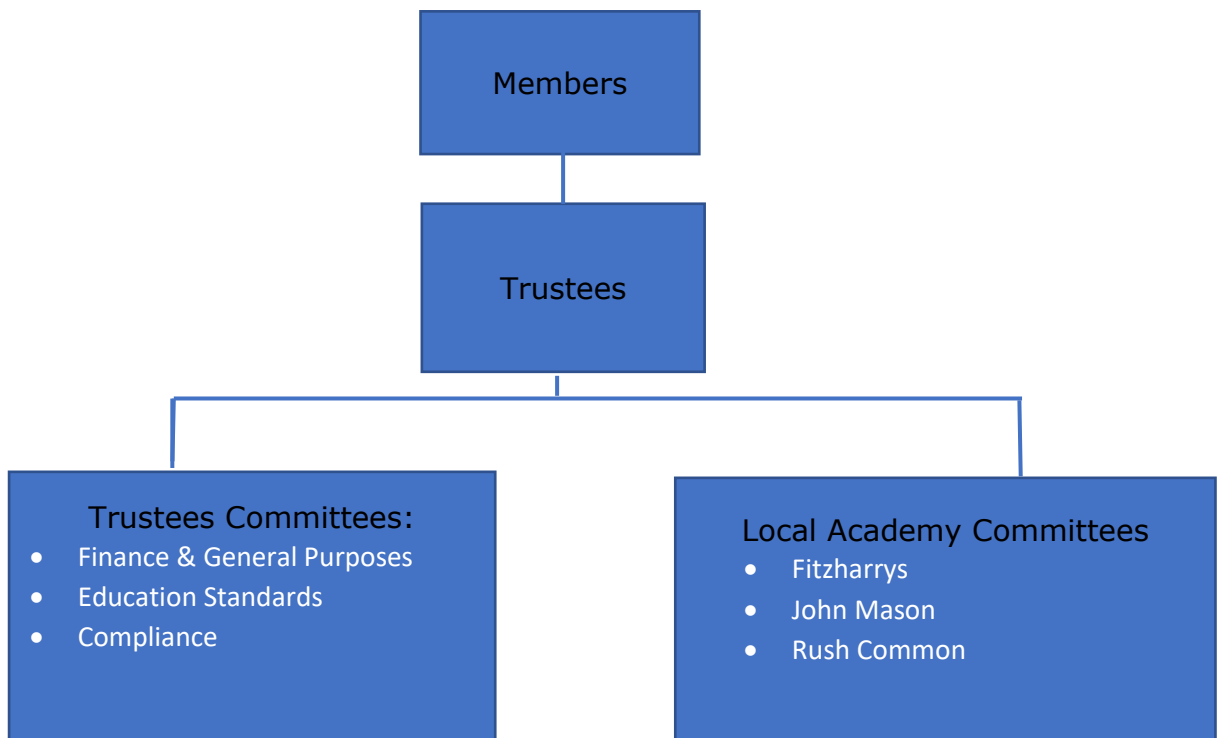 Members
Trustees
Trustees Committees:
• Finance & General Purposes
• Education Standards
• Compliance
Local Academy Committees
• Fitzharrys
• John Mason
• Rush Common